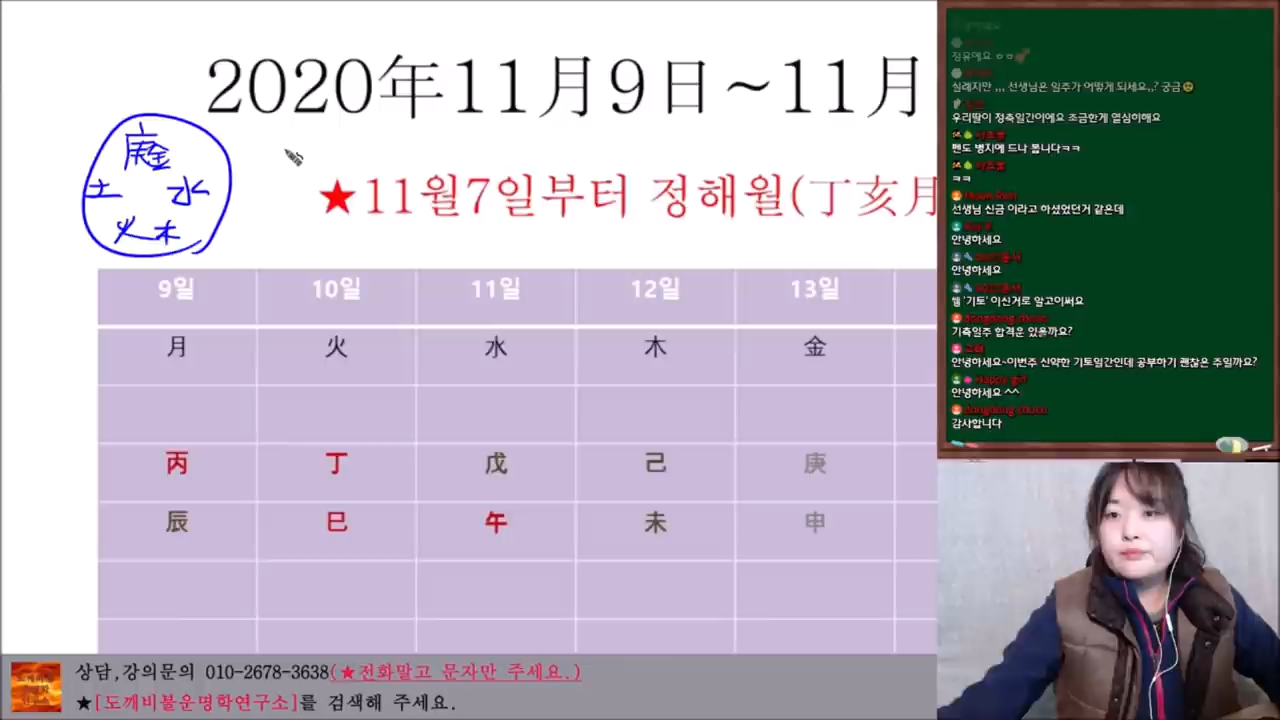 2020年11月9日~11月
庚金
土 水
火 木
★11월7일부터 정해월(丁亥月
9일 10일 11일 12일 13일
月 火 水 木 金
丙 丁 戊 己 庚
辰 巳 午 未 申
상담,강의문의 010-2678-3638(★전화말고 문자만 주세요.)
★[도깨비불운명학연구소]를 검색해 주세요.
정유에요 ㅇㅁ
실례지만 ,,, 선생님은 일주가 어떻게 되세요,,? 궁금
우리딸이 정축일간이에요 조금한게 열심히해요
펜도 병지에 드나 봅니다ㅋㅋ
ㅋㅋ
선생님 신금 이라고 하셨었던거 같은데
안녕하세요
안녕하세요
쌤 '기토' 이신거로 알고이써요
기축일주 합격운 있을까요?
안녕하세요~이번주 신약한 기토일간인데 공부하기 괜찮은 주일까요?
Happy girl
안녕하세요 ^^
감사합니다